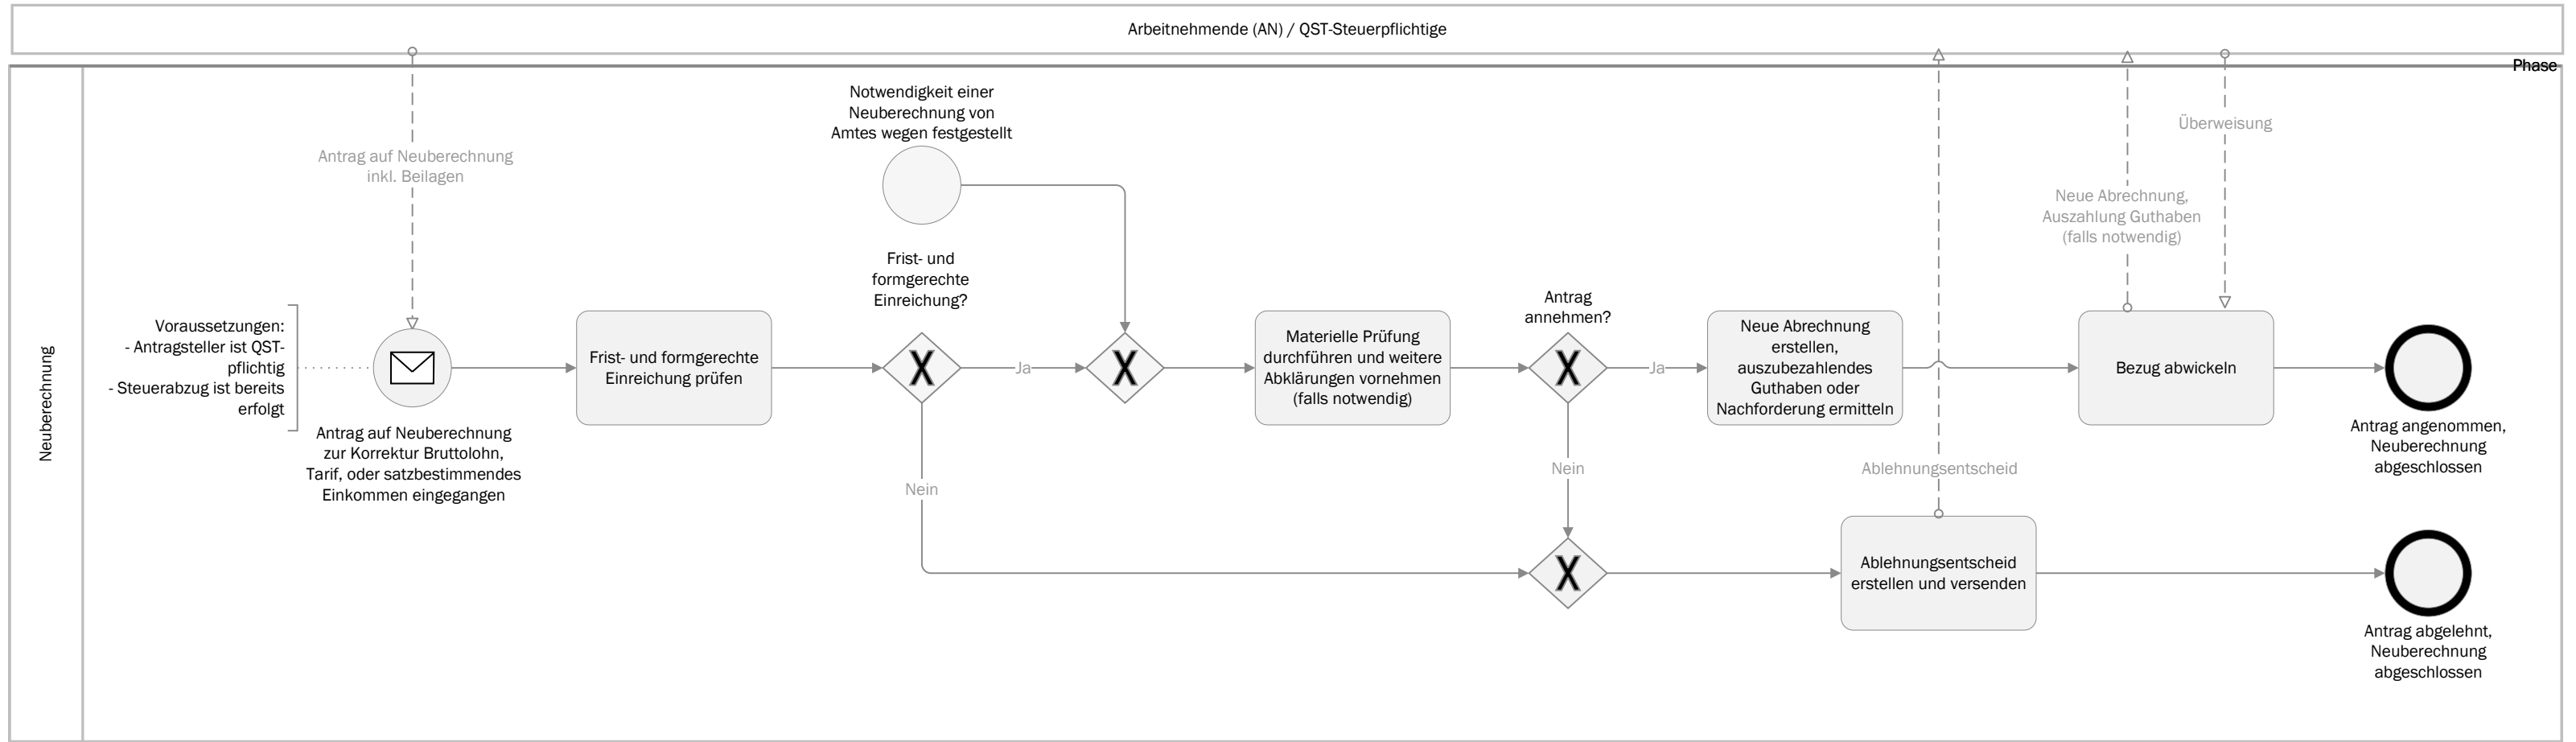 Arbeitnehmende (AN) / QST-Steuerpflichtige
Phase
Neuberechnung
Antrag auf Neuberechnung
inkl. Beilagen
Voraussetzungen:
- Antragsteller ist QST-
pflichtig
- Steuerabzug ist bereits
erfolgt
Antrag auf Neuberechnung
zur Korrektur Bruttolohn,
Tarif, oder satzbestimmendes
Einkommen eingegangen
Frist- und formgerechte
Einreichung prüfen
Notwendigkeit einer
Neuberechnung von
Amtes wegen festgestellt
Frist- und
formgerechte
Einreichung?
X
Ja
Nein
X
Materielle Prüfung
durchführen und weitere
Abklärungen vornehmen
(falls notwendig)
Antrag
annehmen?
X
Ja
Nein
X
Neue Abrechnung
erstellen,
auszubezahlendes
Guthaben oder
Nachforderung ermitteln
Ablehnungsentscheid
Ablehnungsentscheid
erstellen und versenden
Neue Abrechnung,
Auszahlung Guthaben
(falls notwendig)
Überweisung
Bezug abwickeln
Antrag angenommen,
Neuberechnung
abgeschlossen
Antrag abgelehnt,
Neuberechnung
abgeschlossen